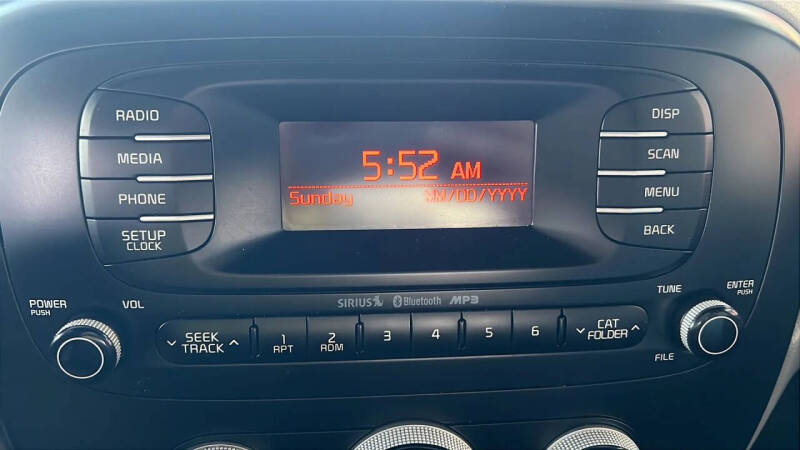 RADIO
MEDIA
PHONE
SETUP
CLOCK
5:52 AM
Sunday MM/DD/YYYY
DISP
SCAN
MENU
BACK
POWER
PUSH
VOL
SIRIUS Bluetooth MP3
TUNE
ENTER
PUSH
SEEK
TRACK
1
RPT
2
RDM
3
4
5
6
CAT
FOLDER
FILE